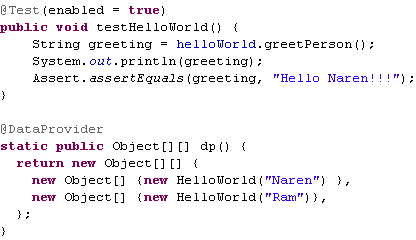 @Test(enabled = true)
public void testHelloWorld() {
    String greeting = helloWorld.greetPerson();
    System.out.println(greeting);
    Assert.assertEquals(greeting, "Hello Naren!!!");
}

@DataProvider
static public Object[][] dp() {
  return new Object[][] {
    new Object[] {new HelloWorld("Naren") },
    new Object[] {new HelloWorld("Ram")},
  };
}